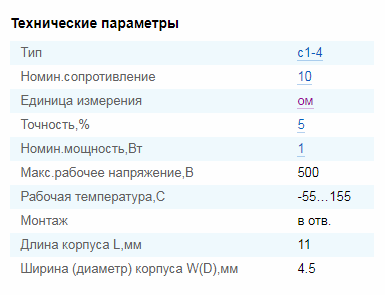 Технические параметры
Тип с1-4
Номин.сопротивление 10
Единица измерения ом
Точность,% 5
Номин.мощность,Вт 1
Макс.рабочее напряжение,В 500
Рабочая температура,С -55…155
Монтаж в отв.
Длина корпуса L,мм 11
Ширина (диаметр) корпуса W(D),мм 4.5